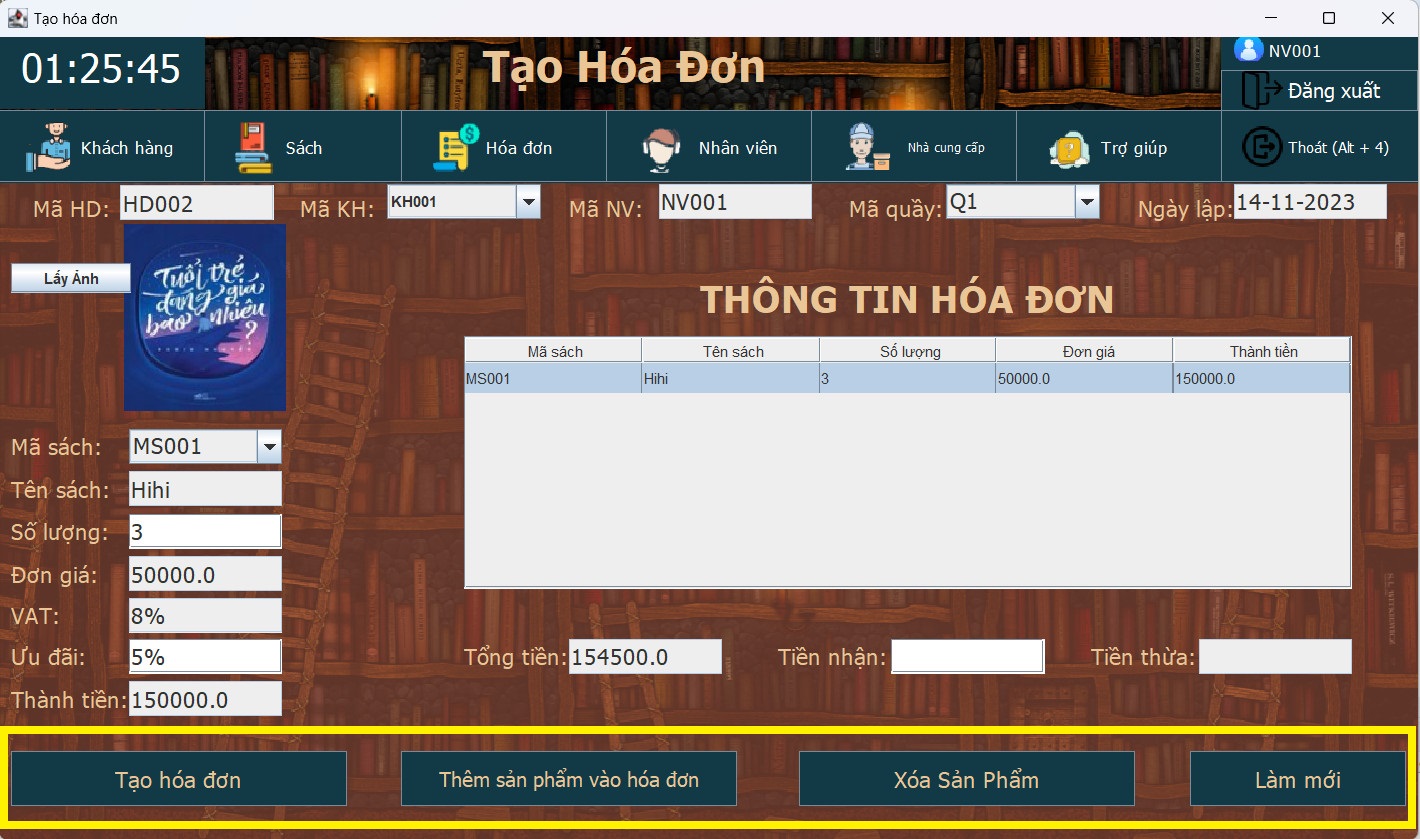 Tạo hóa đơn
01:25:45
Tạo Hóa Đơn
NV001
Đăng xuất
Khách hàng
Sách
Hóa đơn
Nhân viên
Nhà cung cấp
Trợ giúp
Thoát (Alt + 4)
Mã HD: HD002
Mã KH: KH001
Mã NV: NV001
Mã quầy: Q1
Ngày lập: 14-11-2023
Lấy Ảnh
Tuổi trẻ
đáng giá
bao nhiêu
?
THÔNG TIN HÓA ĐƠN
Mã sách Tên sách Số lượng Đơn giá Thành tiền
MS001 Hihi 3 50000.0 150000.0
Mã sách: MS001
Tên sách: Hihi
Số lượng: 3
Đơn giá: 50000.0
VAT: 8%
Ưu đãi: 5%
Thành tiền: 150000.0
Tổng tiền: 154500.0
Tiền nhận:
Tiền thừa:
Tạo hóa đơn
Thêm sản phẩm vào hóa đơn
Xóa Sản Phẩm
Làm mới